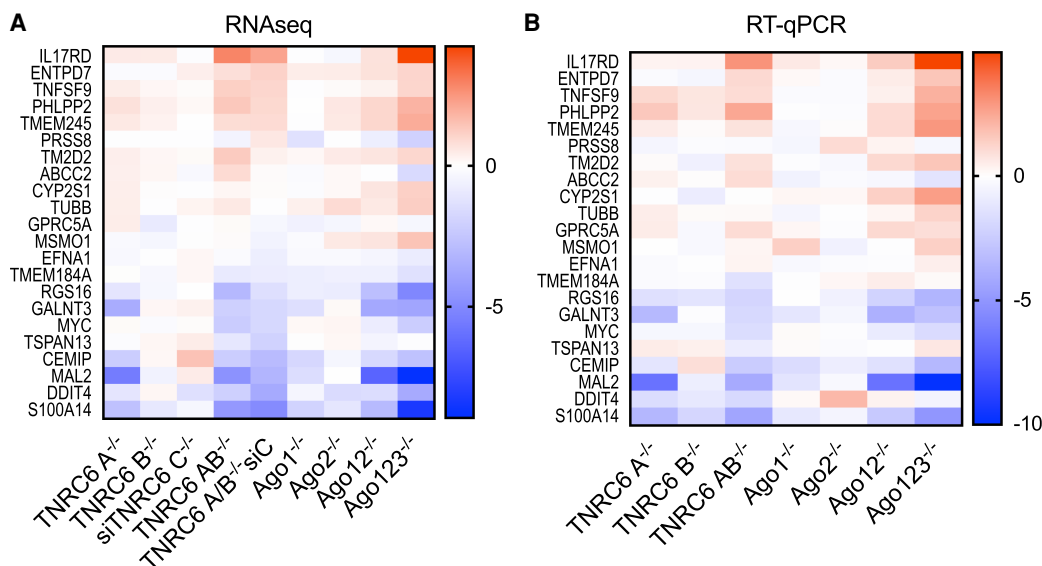 A
RNAseq
IL17RD
ENTPD7
TNFSF9
PHLPP2
TMEM245
PRSS8
TM2D2
ABCC2
CYP2S1
TUBB
GPRC5A
MSMO1
EFNA1
TMEM184A
RGS16
GALNT3
MYC
TSPAN13
CEMIP
MAL2
DDIT4
S100A14
0
-5
TNRC6 A-/-
TNRC6 B-/-
siTNRC6 C-/-
TNRC6 AB-/-
TNRC6 A/B-/-siC
Ago1-/-
Ago2-/-
Ago12-/-
Ago123-/-
B
RT-qPCR
IL17RD
ENTPD7
TNFSF9
PHLPP2
TMEM245
PRSS8
TM2D2
ABCC2
CYP2S1
TUBB
GPRC5A
MSMO1
EFNA1
TMEM184A
RGS16
GALNT3
MYC
TSPAN13
CEMIP
MAL2
DDIT4
S100A14
0
-5
-10
TNRC6 A-/-
TNRC6 B-/-
TNRC6 AB-/-
Ago1-/-
Ago2-/-
Ago12-/-
Ago123-/-